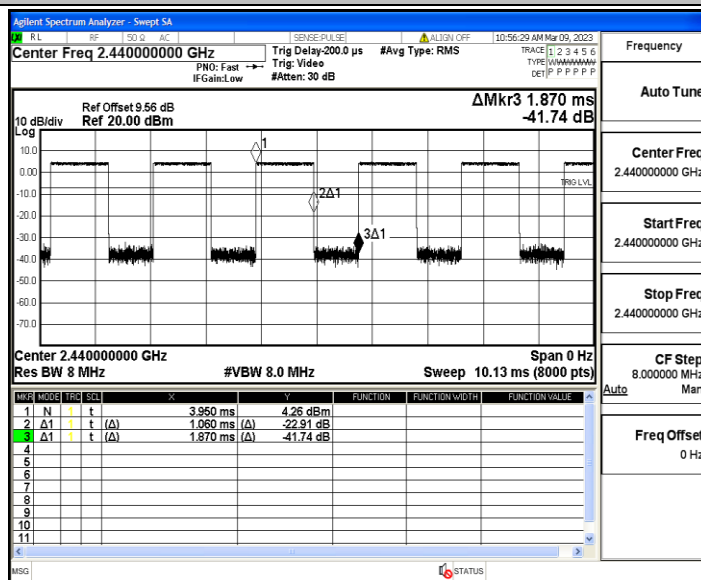 Agilent Spectrum Analyzer - Swept SA
RL RF 50 Ω AC SENSE:PULSE ALIGN OFF 10:56:29 AM Mar 09, 2023
Center Freq 2.440000000 GHz
PNO: Fast
IFGain:Low
Trig Delay-200.0 µs
Trig: Video
#Atten: 30 dB
#Avg Type: RMS
TRACE 1 2 3 4 5 6
TYPE WWWWWW
DET P P P P P P
Ref Offset 9.56 dB
10 dB/div Ref 20.00 dBm
Log
ΔMkr3 1.870 ms
-41.74 dB
10.0
0.00
-10.0
-20.0
-30.0
-40.0
-50.0
-60.0
-70.0
1
2Δ1
3Δ1
TRIG LVL
Center 2.440000000 GHz Span 0 Hz
Res BW 8 MHz #VBW 8.0 MHz Sweep 10.13 ms (8000 pts)
MKR MODE TRC SCL X Y FUNCTION FUNCTION WIDTH FUNCTION VALUE
1 N 1 t 3.950 ms 4.26 dBm
2 Δ1 1 t (Δ) 1.060 ms (Δ) -22.91 dB
3 Δ1 1 t (Δ) 1.870 ms (Δ) -41.74 dB
4
5
6
7
8
9
10
11
MSG STATUS
Frequency
Auto Tune
Center Freq
2.440000000 GHz
Start Freq
2.440000000 GHz
Stop Freq
2.440000000 GHz
CF Step
8.000000 MHz
Auto Man
Freq Offset
0 Hz